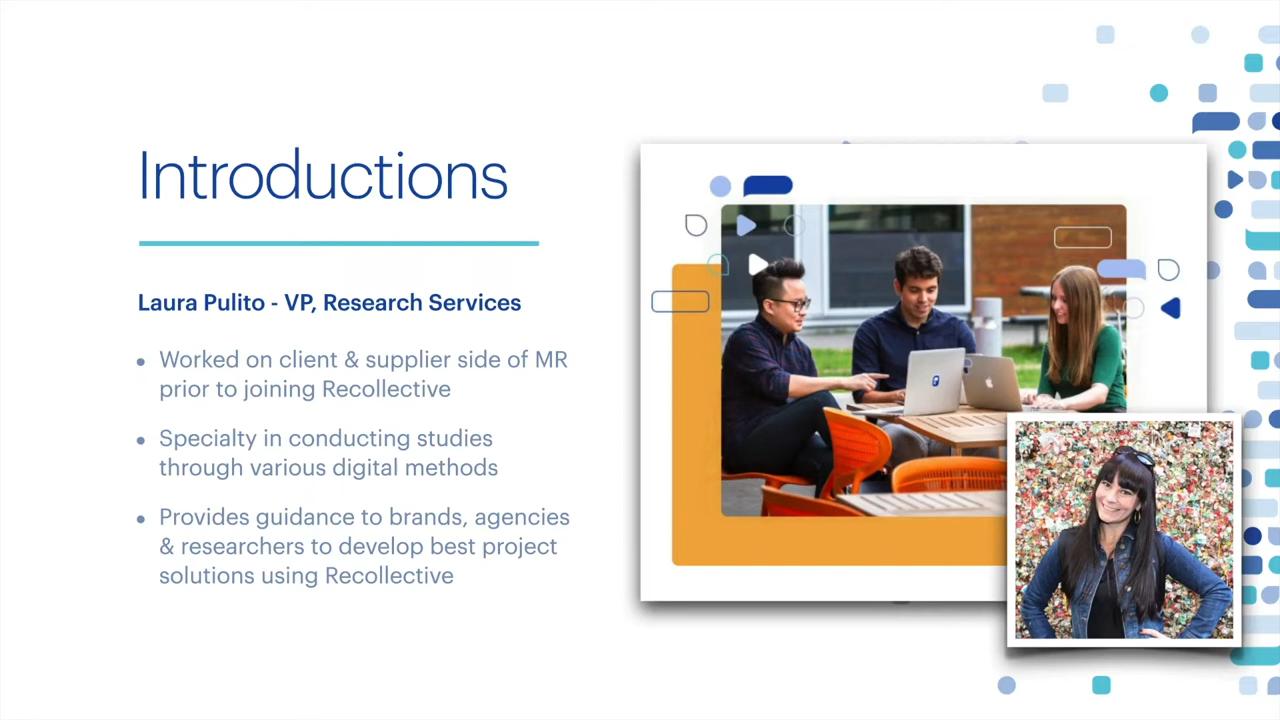 Introductions
Laura Pulito - VP, Research Services
• Worked on client & supplier side of MR
prior to joining Recollective
• Specialty in conducting studies
through various digital methods
• Provides guidance to brands, agencies
& researchers to develop best project
solutions using Recollective